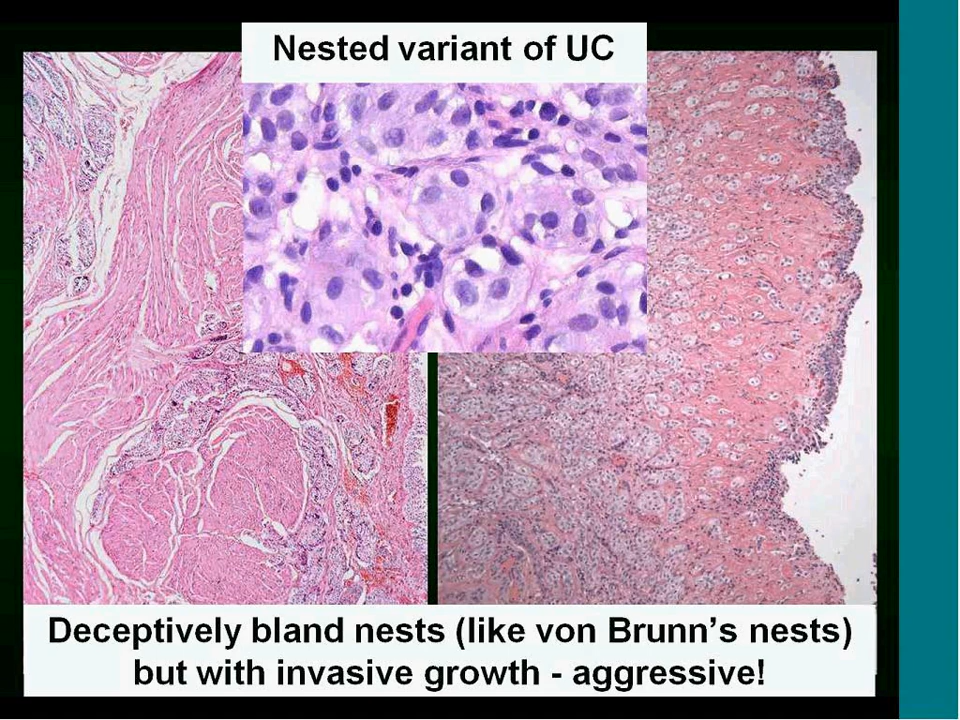 Nested variant of UC
Deceptively bland nests (like von Brunn's nests)
but with invasive growth - aggressive!